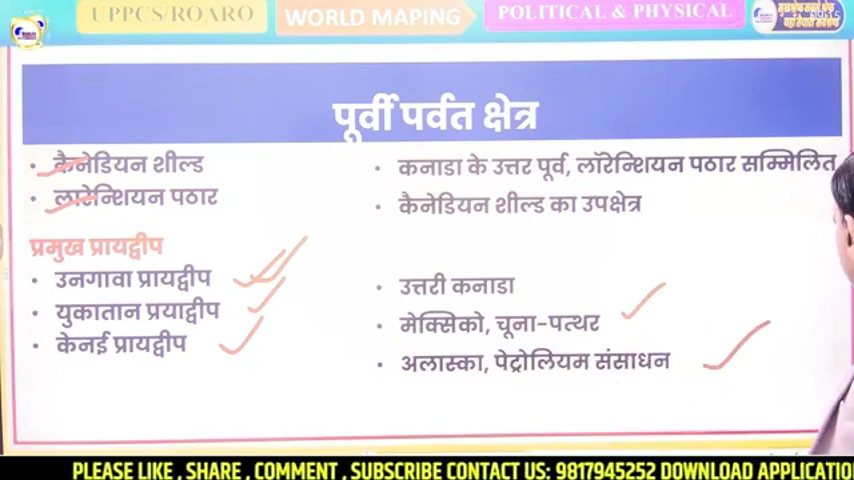 UPPCS/ROARO
WORLD MAPING
POLITICAL & PHYSICAL
पूर्वी पर्वत क्षेत्र
• कैनेडियन शील्ड
• कनाडा के उत्तर पूर्व, लॉरेन्शियन पठार सम्मिलित
• लारेन्शियन पठार
• कैनेडियन शील्ड का उपक्षेत्र
प्रमुख प्रायद्वीप
• उनगावा प्रायद्वीप
• उत्तरी कनाडा
• युकातान प्रयाद्वीप
• मेक्सिको, चूना-पत्थर
• केनई प्रायद्वीप
• अलास्का, पेट्रोलियम संसाधन
PLEASE LIKE , SHARE , COMMENT , SUBSCRIBE CONTACT US: 9817945252 DOWNLOAD APPLICATIO